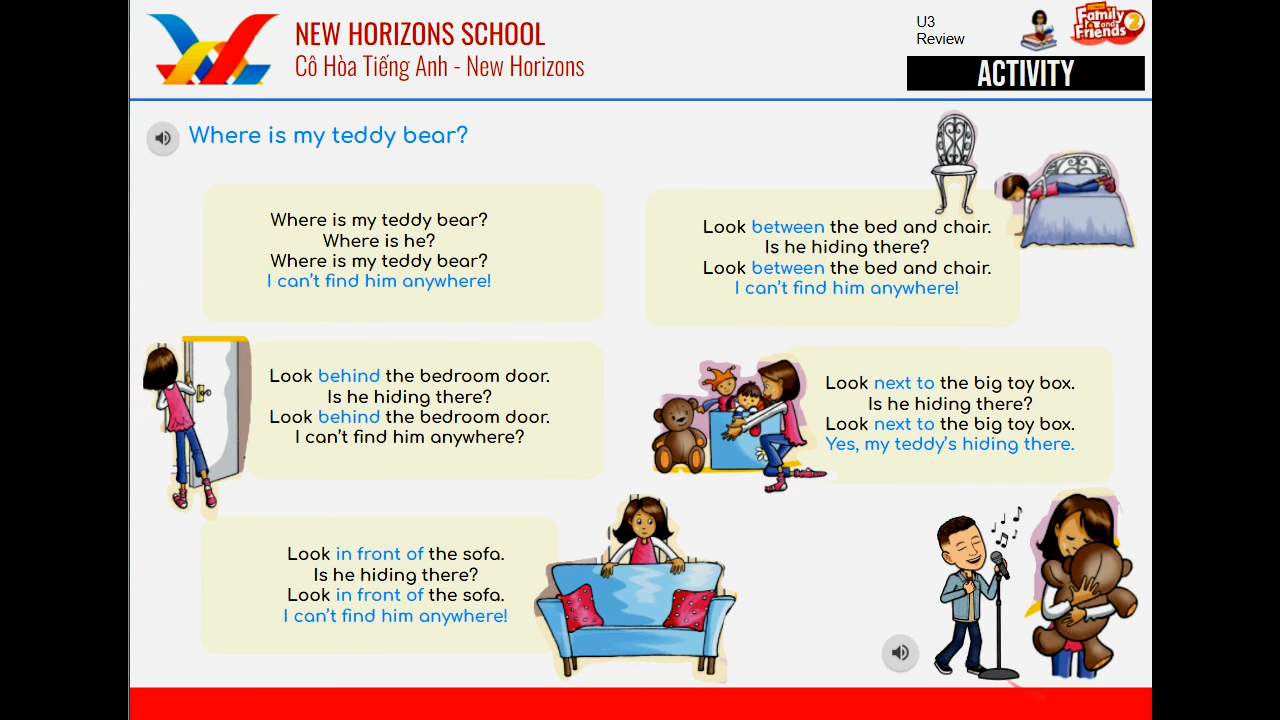 NEW HORIZONS SCHOOL
Cô Hòa Tiếng Anh - New Horizons
U3
Review
Family and Friends 2
ACTIVITY
Where is my teddy bear?
Where is my teddy bear?
Where is he?
Where is my teddy bear?
I can't find him anywhere!
Look behind the bedroom door.
Is he hiding there?
Look behind the bedroom door.
I can't find him anywhere?
Look in front of the sofa.
Is he hiding there?
Look in front of the sofa.
I can't find him anywhere!
Look between the bed and chair.
Is he hiding there?
Look between the bed and chair.
I can't find him anywhere!
Look next to the big toy box.
Is he hiding there?
Look next to the big toy box.
Yes, my teddy's hiding there.